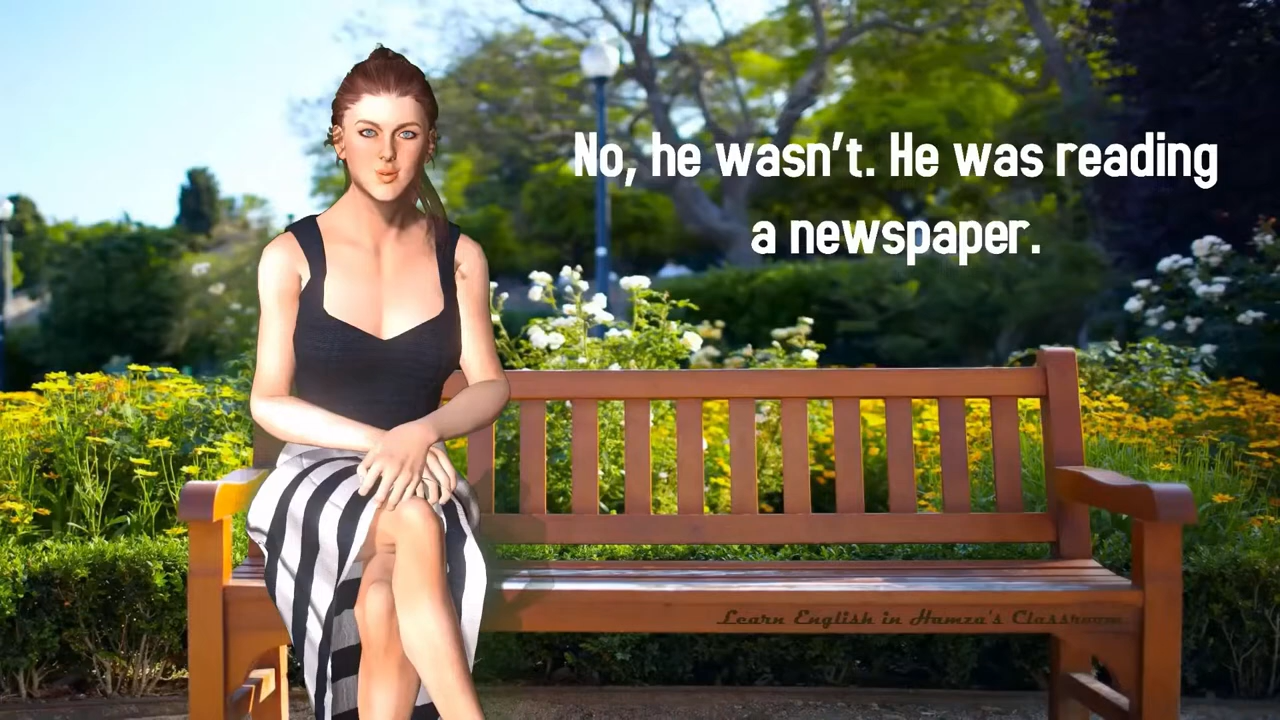 No, he wasn't. He was reading
a newspaper.
Learn English in Hamza's Classroom